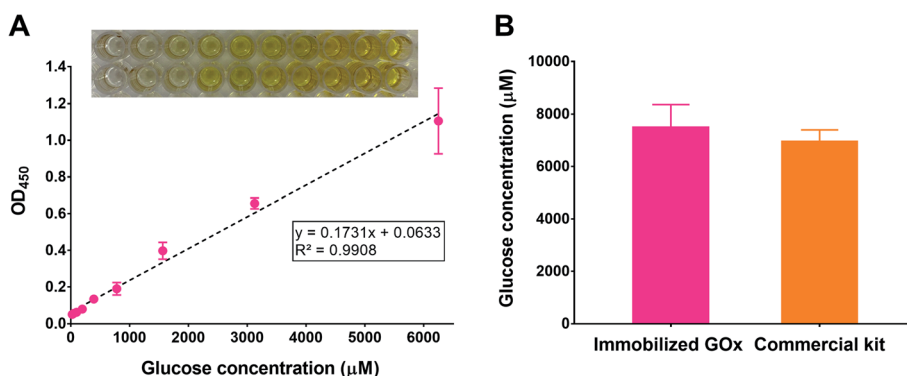 A
1.4
1.2
1.0
0.8
0.6
0.4
0.2
0.0
OD450
y = 0.1731x + 0.0633
R² = 0.9908
0 1000 2000 3000 4000 5000 6000
Glucose concentration (μM)
B
10000
8000
6000
4000
2000
0
Glucose concentration (μM)
Immobilized GOx Commercial kit